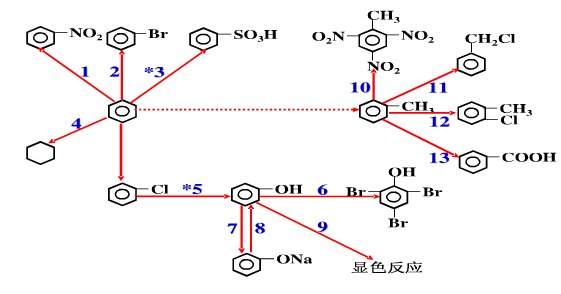 CH₃
NO₂
Br
SO₃H
O₂N
NO₂
NO₂
CH₂Cl
1
2
*3
10
11
CH₃
CH₃
Cl
12
4
13
COOH
Cl
*5
OH
6
OH
Br
Br
Br
7
8
9
ONa
显色反应